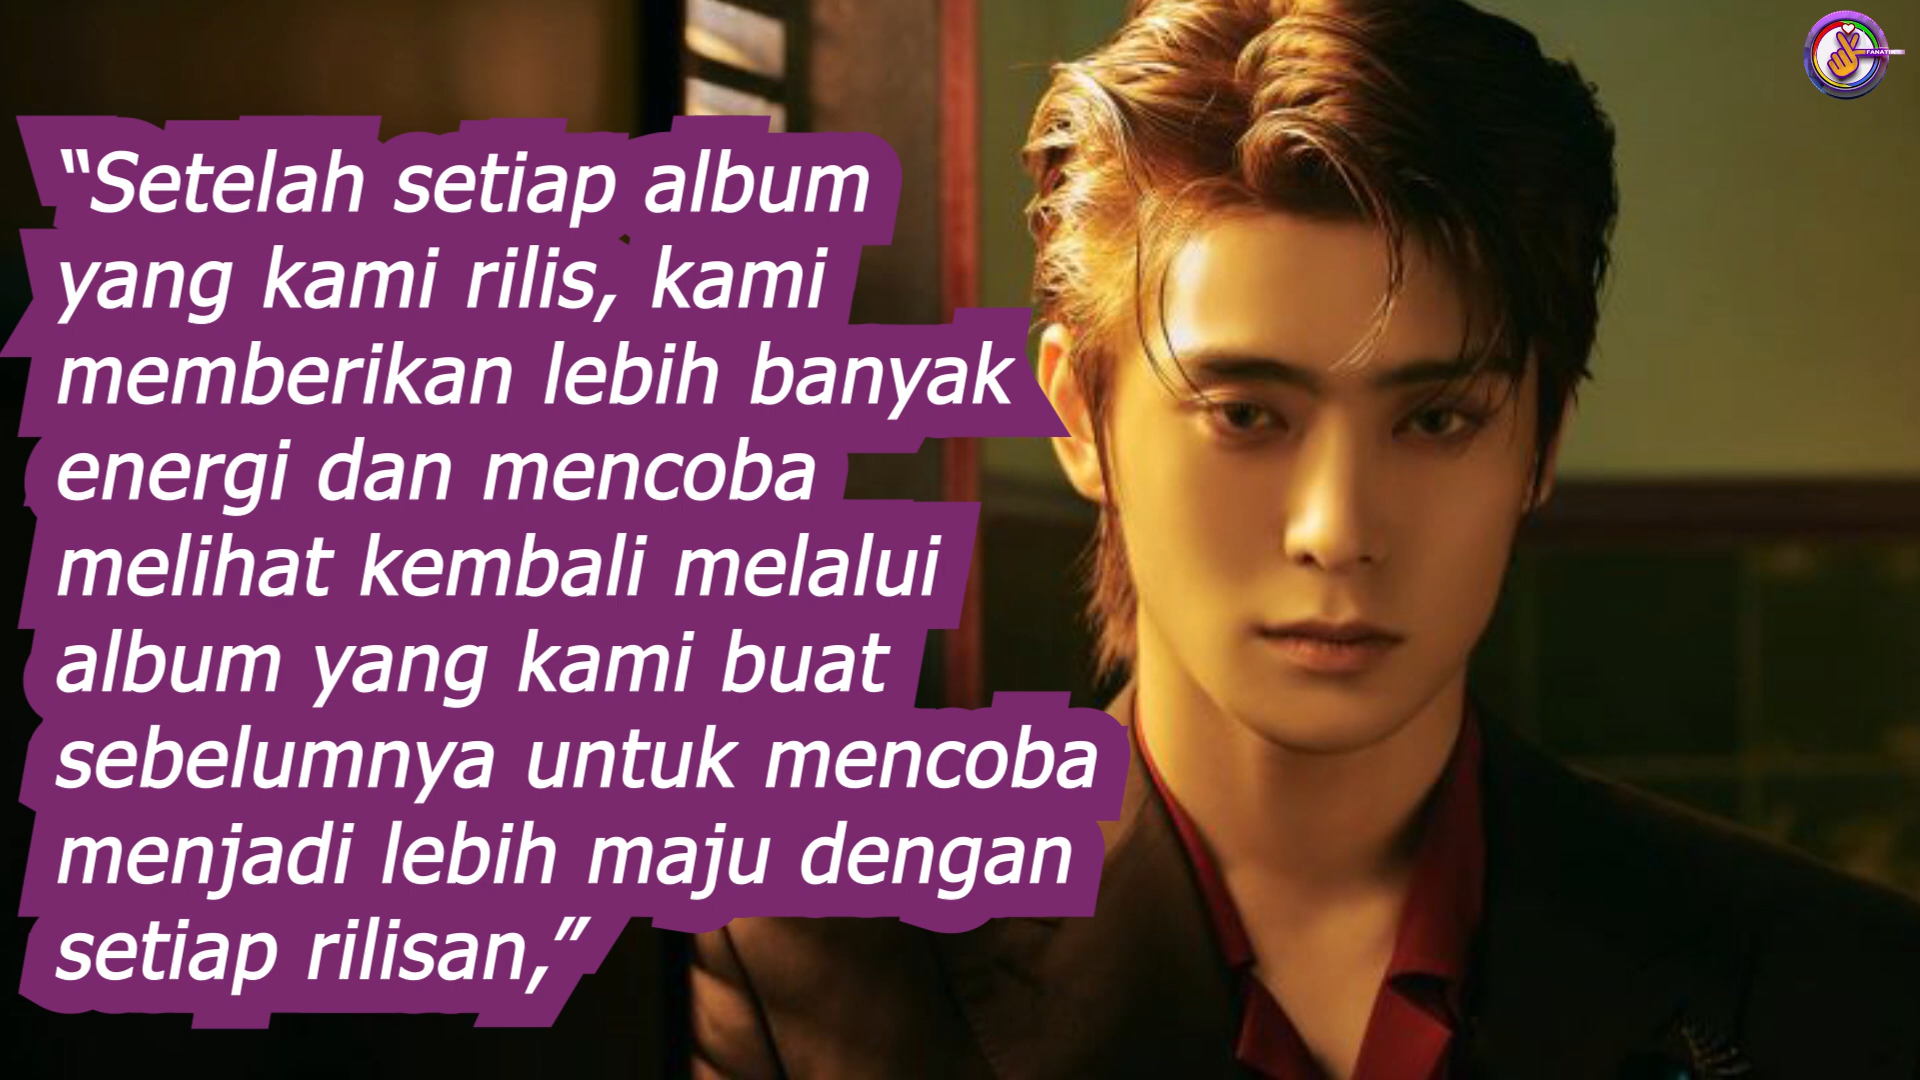 “Setelah setiap album
yang kami rilis, kami
memberikan lebih banyak
energi dan mencoba
melihat kembali melalui
album yang kami buat
sebelumnya untuk mencoba
menjadi lebih maju dengan
setiap rilisan,”